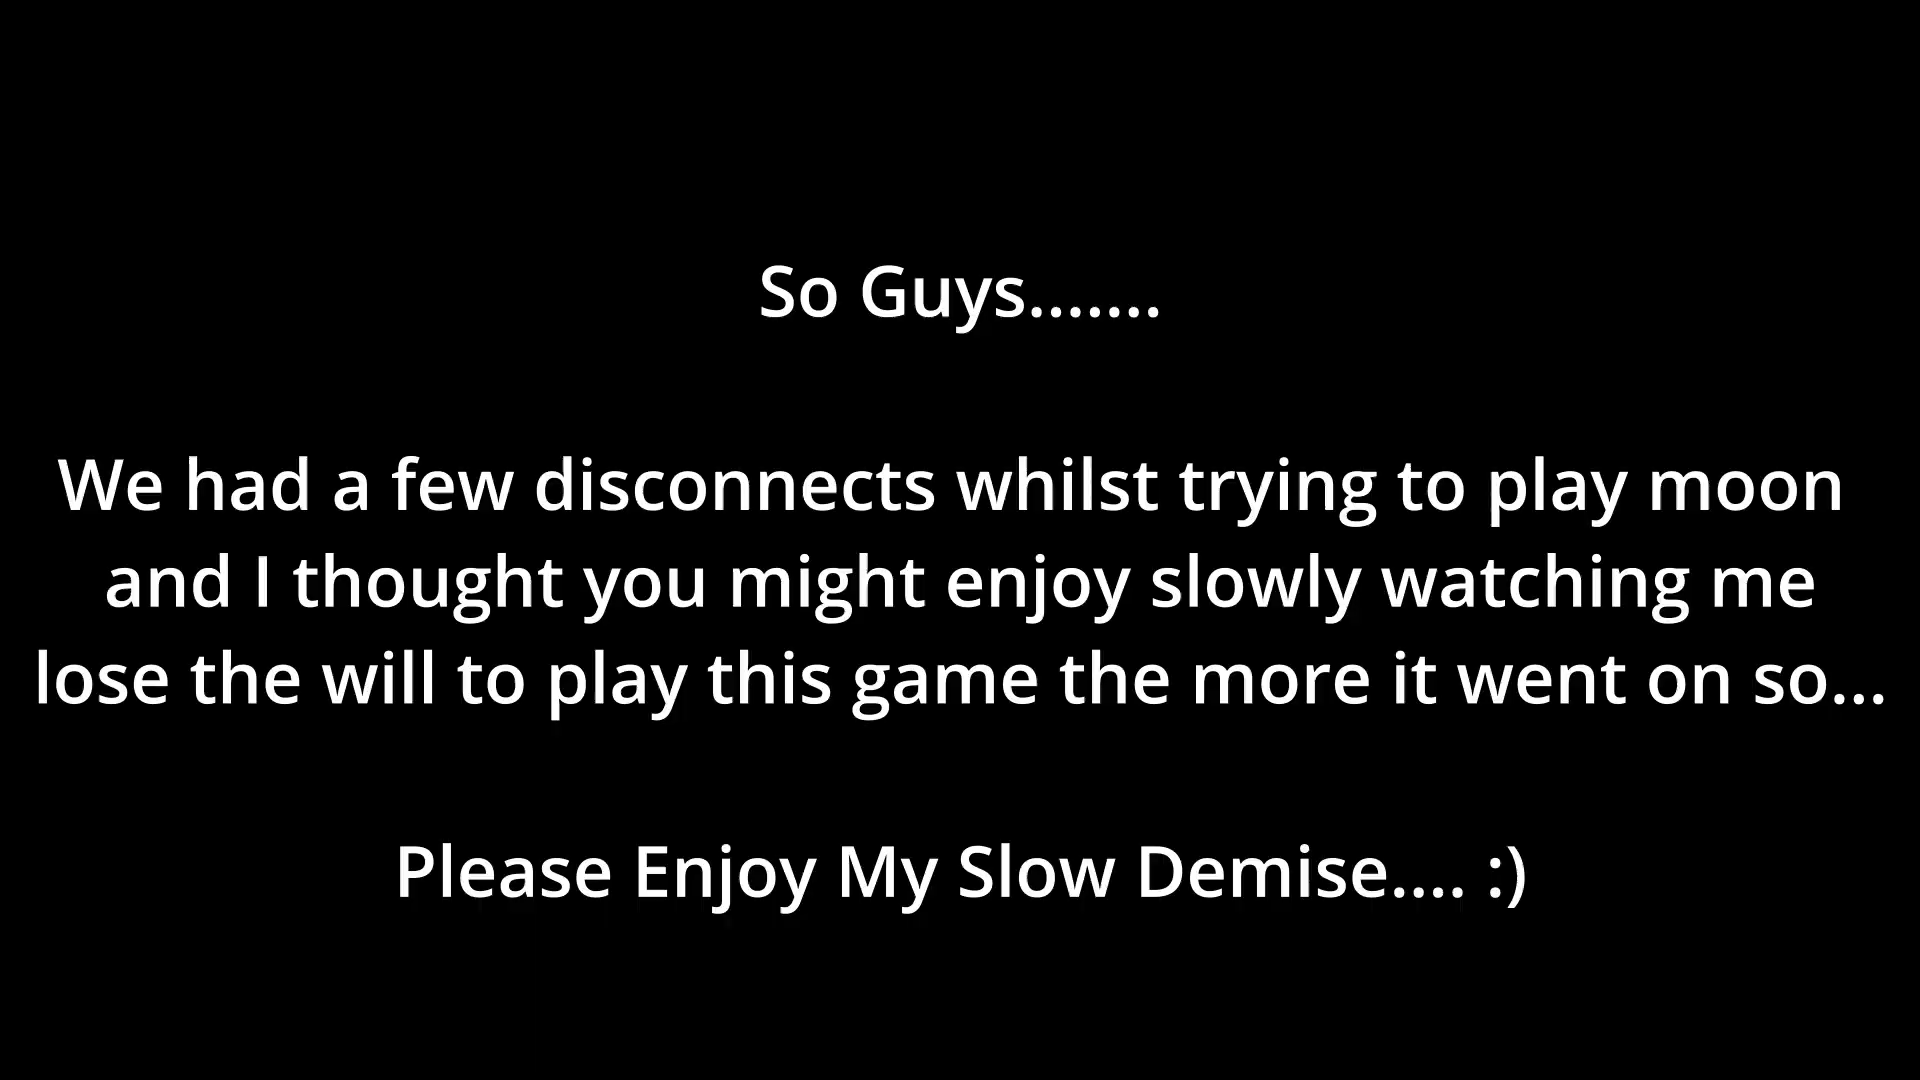 So Guys.......
We had a few disconnects whilst trying to play moon
and I thought you might enjoy slowly watching me
lose the will to play this game the more it went on so...
Please Enjoy My Slow Demise.... :)